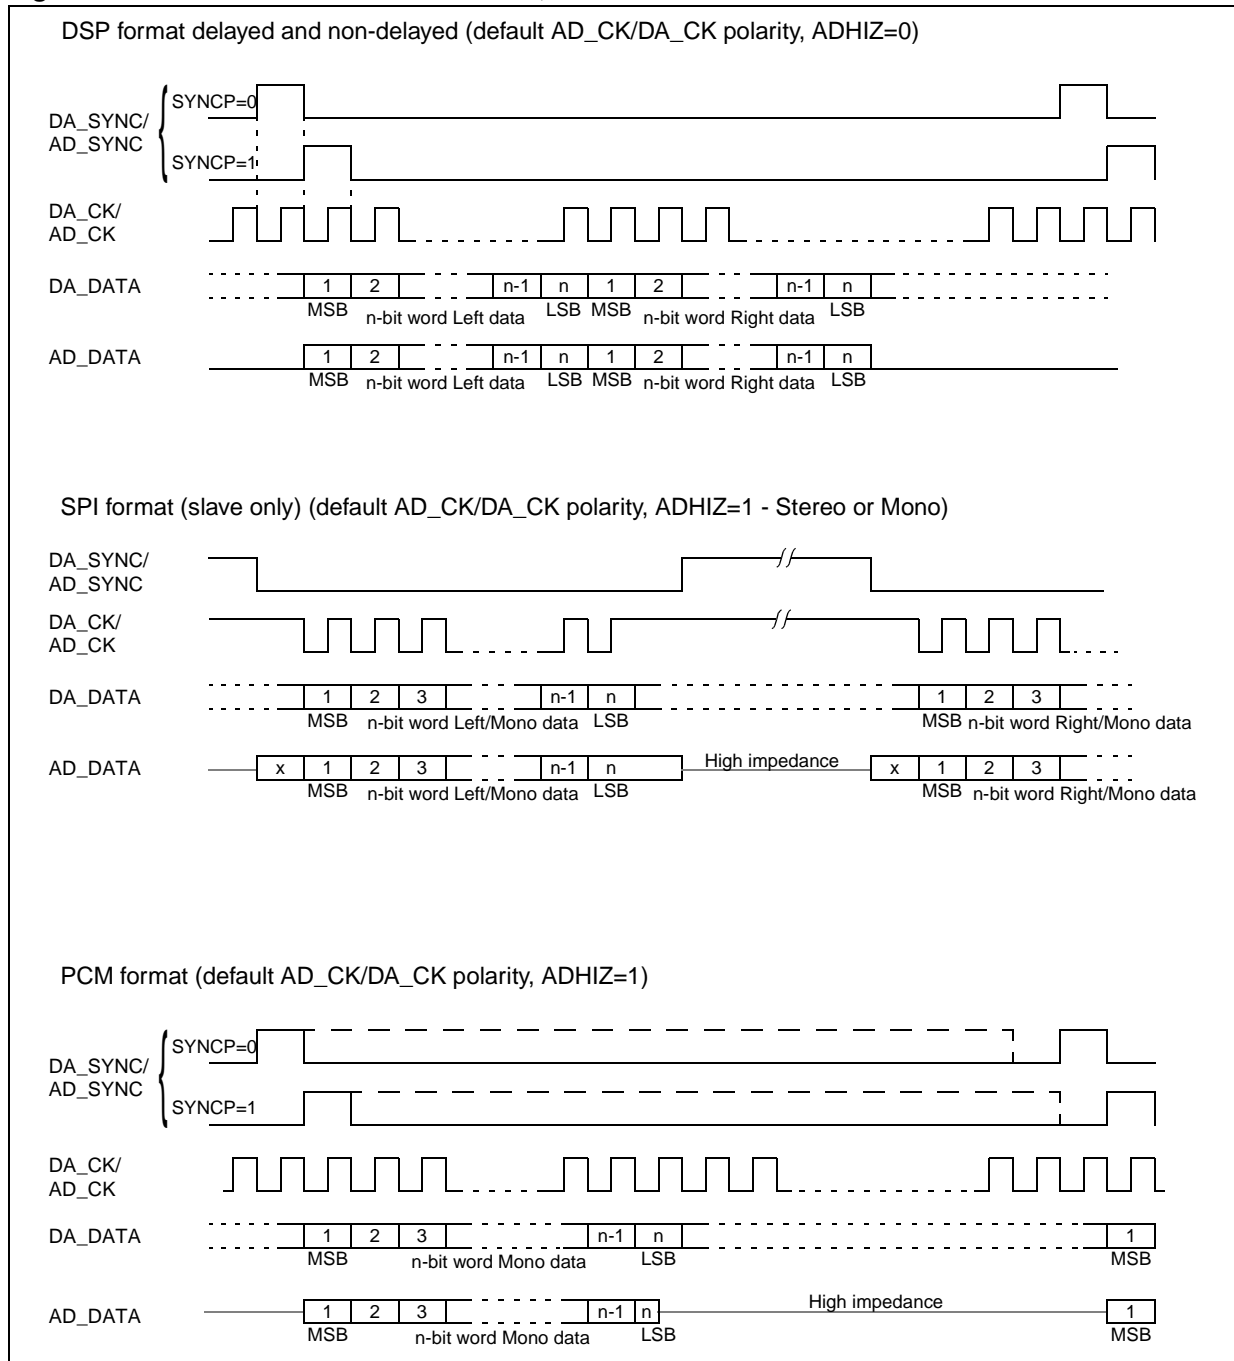 DSP format delayed and non-delayed (default AD_CK/DA_CK polarity, ADHIZ=0)
SYNCP=0
DA_SYNC/
AD_SYNC
SYNCP=1
DA_CK/
AD_CK
DA_DATA 1 2 n-1 n 1 2 n-1 n
MSB n-bit word Left data LSB MSB n-bit word Right data LSB
AD_DATA 1 2 n-1 n 1 2 n-1 n
MSB n-bit word Left data LSB MSB n-bit word Right data LSB
SPI format (slave only) (default AD_CK/DA_CK polarity, ADHIZ=1 - Stereo or Mono)
DA_SYNC/
AD_SYNC
DA_CK/
AD_CK
DA_DATA 1 2 3 n-1 n 1 2 3
MSB n-bit word Left/Mono data LSB MSB n-bit word Right/Mono data
AD_DATA x 1 2 3 n-1 n High impedance x 1 2 3
MSB n-bit word Left/Mono data LSB MSB n-bit word Right/Mono data
PCM format (default AD_CK/DA_CK polarity, ADHIZ=1)
SYNCP=0
DA_SYNC/
AD_SYNC
SYNCP=1
DA_CK/
AD_CK
DA_DATA 1 2 3 n-1 n 1
MSB n-bit word Mono data LSB MSB
AD_DATA 1 2 3 n-1 n High impedance 1
MSB n-bit word Mono data LSB MSB